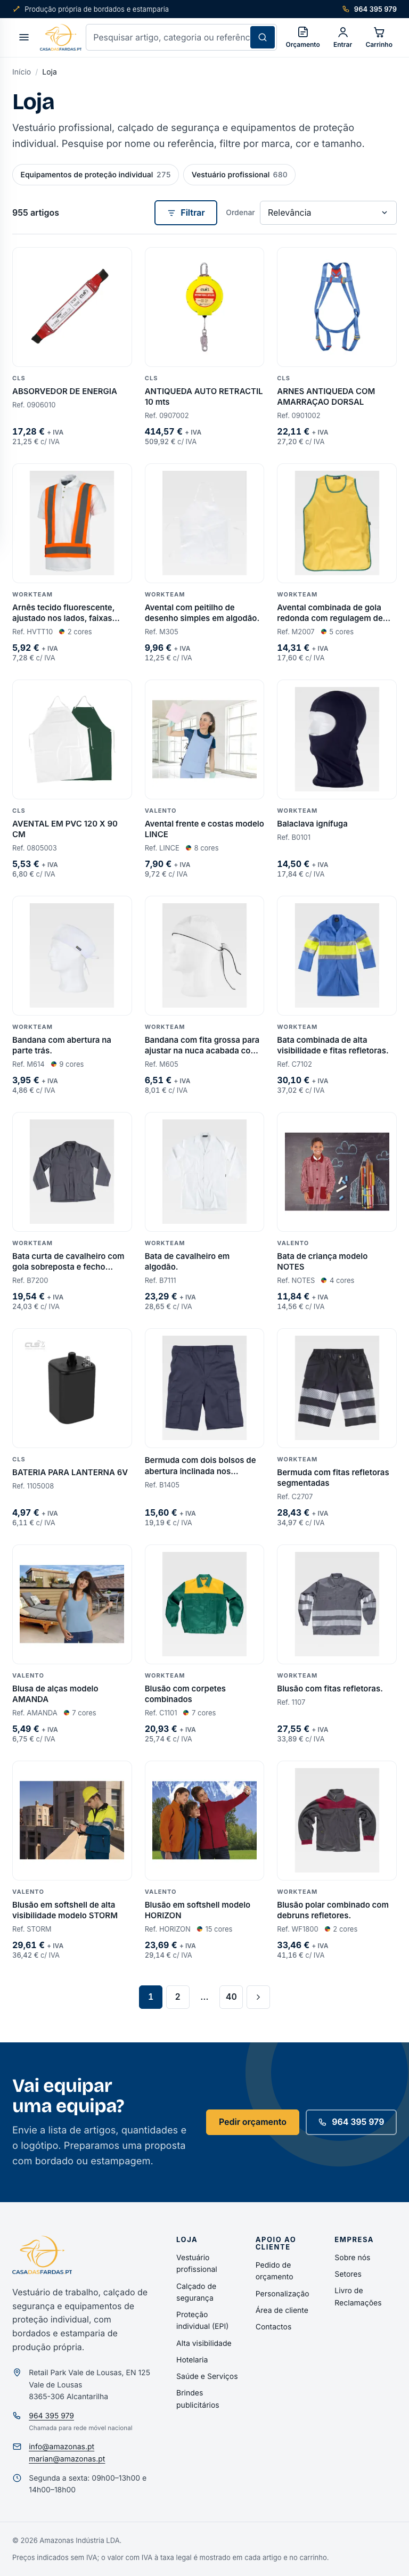 Produção própria de bordados e estamparia
964 395 979
CASADASFARDAS.PT
Pesquisar artigo, categoria ou referênc
Orçamento
Entrar
Carrinho
Início / Loja
Loja
Vestuário profissional, calçado de segurança e equipamentos de proteção
individual. Pesquise por nome ou referência, filtre por marca, cor e tamanho.
Equipamentos de proteção individual 275
Vestuário profissional 680
955 artigos
Filtrar
Ordenar
Relevância
CLS
ABSORVEDOR DE ENERGIA
Ref. 0906010
17,28 € + IVA
21,25 € c/ IVA
CLS
ANTIQUEDA AUTO RETRACTIL
10 mts
Ref. 0907002
414,57 € + IVA
509,92 € c/ IVA
CLS
ARNES ANTIQUEDA COM
AMARRAÇAO DORSAL
Ref. 0901002
22,11 € + IVA
27,20 € c/ IVA
WORKTEAM
Arnês tecido fluorescente,
ajustado nos lados, faixas...
Ref. HVTT10 2 cores
5,92 € + IVA
7,28 € c/ IVA
WORKTEAM
Avental com peitilho de
desenho simples em algodão.
Ref. M305
9,96 € + IVA
12,25 € c/ IVA
WORKTEAM
Avental combinada de gola
redonda com regulagem de...
Ref. M2007 5 cores
14,31 € + IVA
17,60 € c/ IVA
CLS
AVENTAL EM PVC 120 X 90
CM
Ref. 0805003
5,53 € + IVA
6,80 € c/ IVA
VALENTO
Avental frente e costas modelo
LINCE
Ref. LINCE 8 cores
7,90 € + IVA
9,72 € c/ IVA
WORKTEAM
Balaclava ignífuga
Ref. B0101
14,50 € + IVA
17,84 € c/ IVA
WORKTEAM
Bandana com abertura na
parte trás.
Ref. M614 9 cores
3,95 € + IVA
4,86 € c/ IVA
WORKTEAM
Bandana com fita grossa para
ajustar na nuca acabada co...
Ref. M605
6,51 € + IVA
8,01 € c/ IVA
WORKTEAM
Bata combinada de alta
visibilidade e fitas refletoras.
Ref. C7102
30,10 € + IVA
37,02 € c/ IVA
WORKTEAM
Bata curta de cavalheiro com
gola sobreposta e fecho...
Ref. B7200
19,54 € + IVA
24,03 € c/ IVA
WORKTEAM
Bata de cavalheiro em
algodão.
Ref. B7111
23,29 € + IVA
28,65 € c/ IVA
VALENTO
Bata de criança modelo
NOTES
Ref. NOTES 4 cores
11,84 € + IVA
14,56 € c/ IVA
CLS
CLS
BATERIA PARA LANTERNA 6V
Ref. 1105008
4,97 € + IVA
6,11 € c/ IVA
Bermuda com dois bolsos de
abertura inclinada nos...
Ref. B1405
15,60 € + IVA
19,19 € c/ IVA
WORKTEAM
Bermuda com fitas refletoras
segmentadas
Ref. C2707
28,43 € + IVA
34,97 € c/ IVA
VALENTO
Blusa de alças modelo
AMANDA
Ref. AMANDA 7 cores
5,49 € + IVA
6,75 € c/ IVA
WORKTEAM
Blusão com corpetes
combinados
Ref. C1101 7 cores
20,93 € + IVA
25,74 € c/ IVA
WORKTEAM
Blusão com fitas refletoras.
Ref. 1107
27,55 € + IVA
33,89 € c/ IVA
VALENTO
Blusão em softshell de alta
visibilidade modelo STORM
Ref. STORM
29,61 € + IVA
36,42 € c/ IVA
VALENTO
Blusão em softshell modelo
HORIZON
Ref. HORIZON 15 cores
23,69 € + IVA
29,14 € c/ IVA
WORKTEAM
Blusão polar combinado com
debruns refletores.
Ref. WF1800 2 cores
33,46 € + IVA
41,16 € c/ IVA
1 2 ... 40
Vai equipar
uma equipa?
Envie a lista de artigos, quantidades e
o logótipo. Preparamos uma proposta
com bordado ou estampagem.
Pedir orçamento
964 395 979
CASADASFARDAS.PT
Vestuário de trabalho, calçado de
segurança e equipamentos de
proteção individual, com
bordados e estamparia de
produção própria.
Retail Park Vale de Lousas, EN 125
Vale de Lousas
8365-306 Alcantarilha
964 395 979
Chamada para rede móvel nacional
info@amazonas.pt
marian@amazonas.pt
Segunda a sexta: 09h00–13h00 e
14h00–18h00
LOJA
Vestuário
profissional
Calçado de
segurança
Proteção
individual (EPI)
Alta visibilidade
Hotelaria
Saúde e Serviços
Brindes
publicitários
APOIO AO
CLIENTE
Pedido de
orçamento
Personalização
Área de cliente
Contactos
EMPRESA
Sobre nós
Setores
Livro de
Reclamações
© 2026 Amazonas Indústria LDA.
Preços indicados sem IVA; o valor com IVA à taxa legal é mostrado em cada artigo e no carrinho.